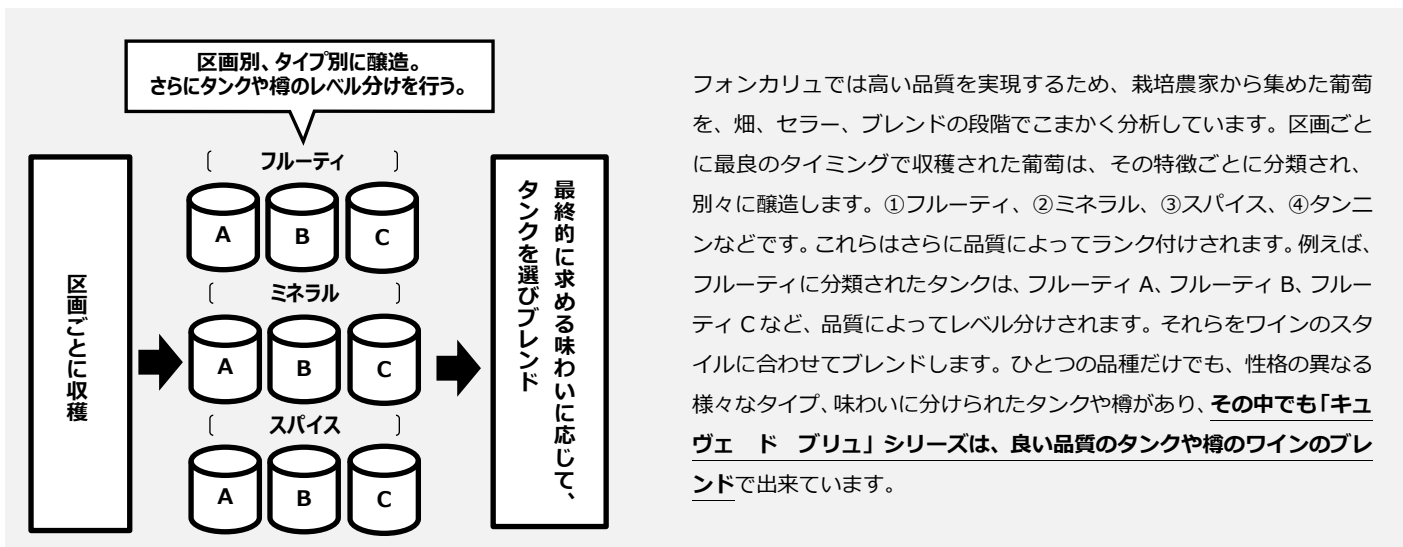 区画別、タイプ別に醸造。
さらにタンクや樽のレベル分けを行う。
区画ごとに収穫
〔 フルーティ 〕
A B C
〔 ミネラル 〕
A B C
〔 スパイス 〕
A B C
最終的に求める味わいに応じて、
タンクを選びブレンド
フォンカリュでは高い品質を実現するため、栽培農家から集めた葡萄
を、畑、セラー、ブレンドの段階でこまかく分析しています。区画ごと
に最良のタイミングで収穫された葡萄は、その特徴ごとに分類され、
別々に醸造します。①フルーティ、②ミネラル、③スパイス、④タンニ
ンなどです。これらはさらに品質によってランク付けされます。例えば、
フルーティに分類されたタンクは、フルーティ A、フルーティ B、フルー
ティ C など、品質によってレベル分けされます。それらをワインのスタ
イルに合わせてブレンドします。ひとつの品種だけでも、性格の異なる
様々なタイプ、味わいに分けられたタンクや樽があり、その中でも「キュ
ヴェ　ド　ブリュ」シリーズは、良い品質のタンクや樽のワインのブレ
ンドで出来ています。